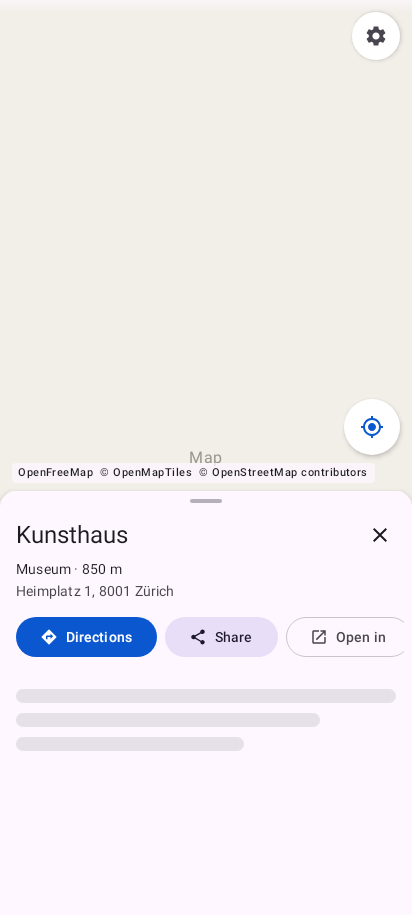 Map
OpenFreeMap © OpenMapTiles © OpenStreetMap contributors
Kunsthaus
Museum · 850 m
Heimplatz 1, 8001 Zürich
Directions
Share
Open in